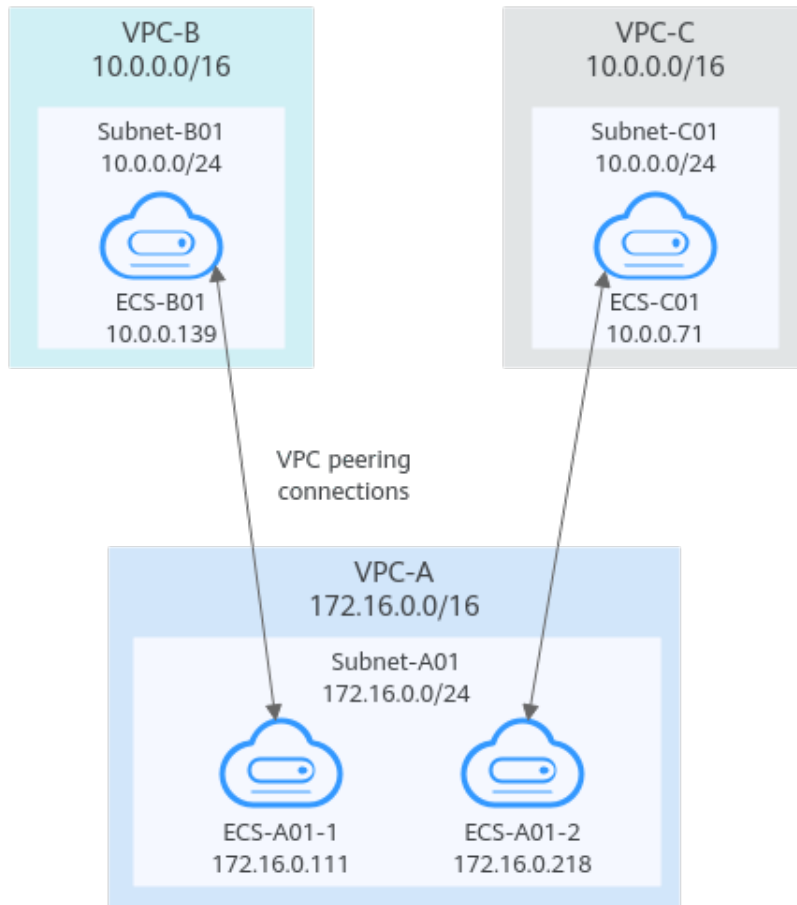 VPC-B
10.0.0.0/16
Subnet-B01
10.0.0.0/24
ECS-B01
10.0.0.139
VPC-C
10.0.0.0/16
Subnet-C01
10.0.0.0/24
ECS-C01
10.0.0.71
VPC peering
connections
VPC-A
172.16.0.0/16
Subnet-A01
172.16.0.0/24
ECS-A01-1
172.16.0.111
ECS-A01-2
172.16.0.218